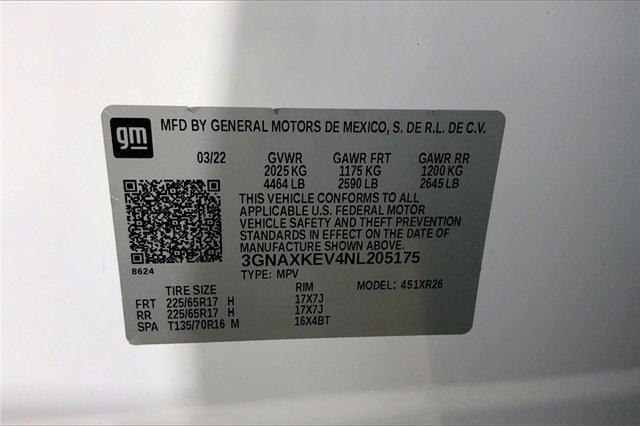 gm MFD BY GENERAL MOTORS DE MEXICO, S. DE R.L. DE C.V.
03/22 GVWR GAWR FRT GAWR RR
2025 KG 1175 KG 1200 KG
4464 LB 2590 LB 2645 LB
THIS VEHICLE CONFORMS TO ALL
APPLICABLE U.S. FEDERAL MOTOR
VEHICLE SAFETY AND THEFT PREVENTION
STANDARDS IN EFFECT ON THE DATE OF
MANUFACTURE SHOWN ABOVE.
3GNAXKEV4NL205175
8624 TYPE: MPV MODEL: 451XR26
TIRE SIZE RIM
FRT 225/65R17 H 17X7J
RR 225/65R17 H 17X7J
SPA T135/70R16 M 16X4BT